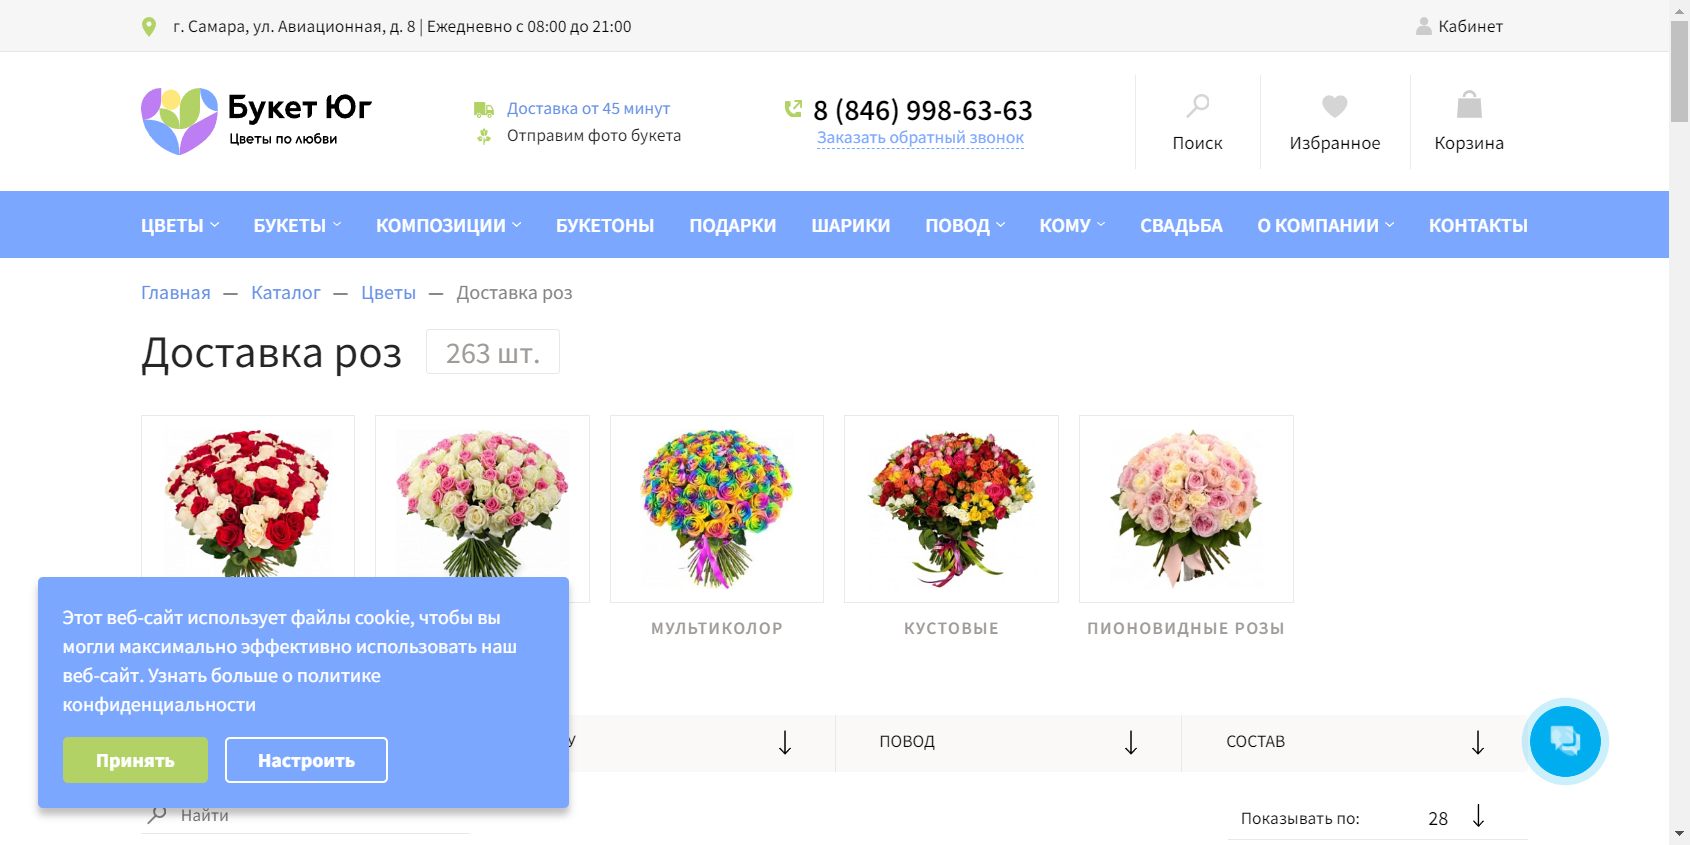 г. Самара, ул. Авиационная, д. 8 | Ежедневно с 08:00 до 21:00
Кабинет
Букет Юг
Цветы по любви
Доставка от 45 минут
Отправим фото букета
8 (846) 998-63-63
Заказать обратный звонок
Поиск
Избранное
Корзина
ЦВЕТЫ БУКЕТЫ КОМПОЗИЦИИ БУКЕТОНЫ ПОДАРКИ ШАРИКИ ПОВОД КОМУ СВАДЬБА О КОМПАНИИ КОНТАКТЫ
Главная — Каталог — Цветы — Доставка роз
Доставка роз 263 шт.
МУЛЬТИКОЛОР
КУСТОВЫЕ
ПИОНОВИДНЫЕ РОЗЫ
Этот веб-сайт использует файлы cookie, чтобы вы
могли максимально эффективно использовать наш
веб-сайт. Узнать больше о политике
конфиденциальности
Принять
Настроить
ПОВОД
СОСТАВ
Найти
Показывать по: 28